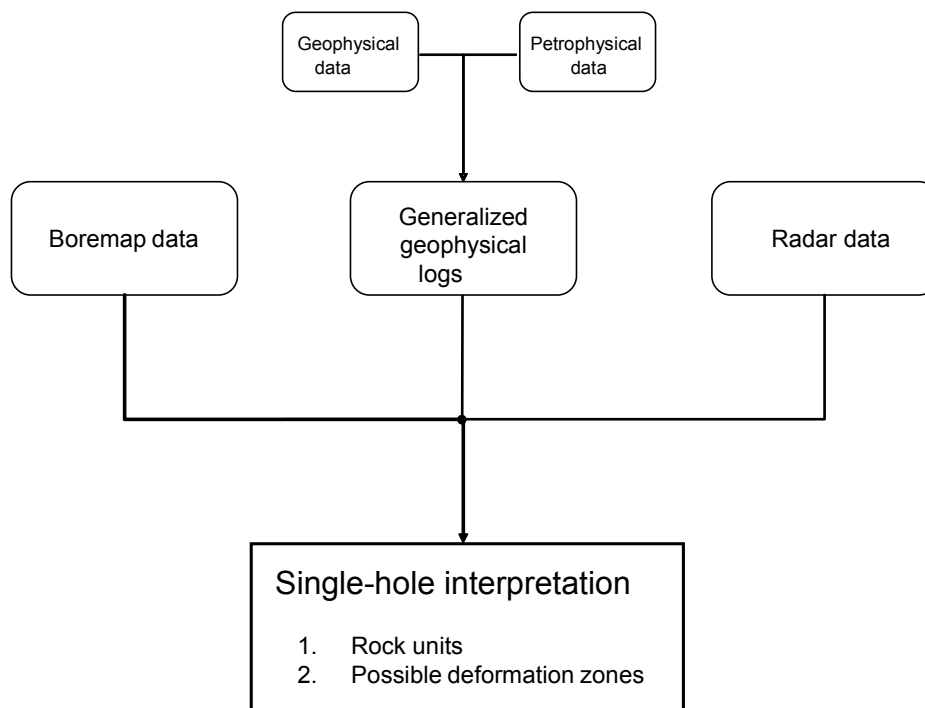 Geophysical
data
Petrophysical
data
Boremap data
Generalized
geophysical
logs
Radar data
Single-hole interpretation
1. Rock units
2. Possible deformation zones